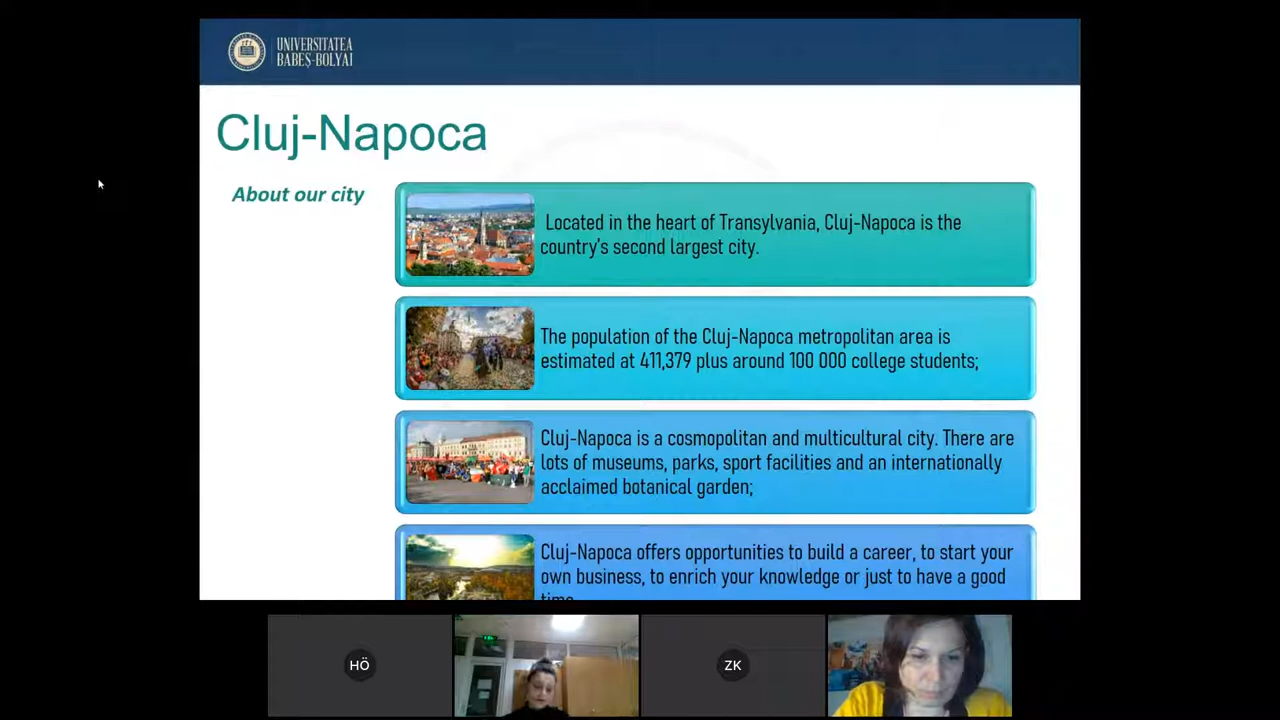 UNIVERSITATEA
BABEȘ-BOLYAI
Cluj-Napoca
About our city
Located in the heart of Transylvania, Cluj-Napoca is the
country's second largest city.
The population of the Cluj-Napoca metropolitan area is
estimated at 411,379 plus around 100 000 college students;
Cluj-Napoca is a cosmopolitan and multicultural city. There are
lots of museums, parks, sport facilities and an internationally
acclaimed botanical garden;
Cluj-Napoca offers opportunities to build a career, to start your
own business, to enrich your knowledge or just to have a good
time
HÖ
ZK